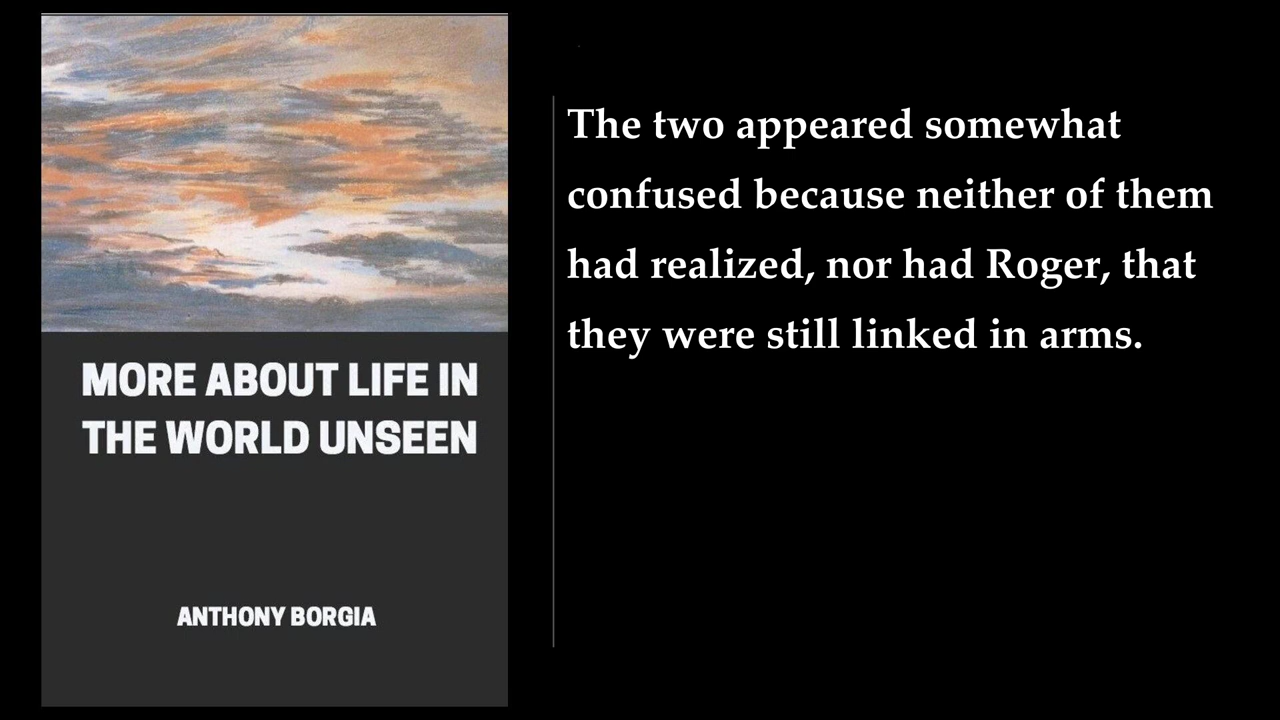 MORE ABOUT LIFE IN
THE WORLD UNSEEN
ANTHONY BORGIA
The two appeared somewhat
confused because neither of them
had realized, nor had Roger, that
they were still linked in arms.